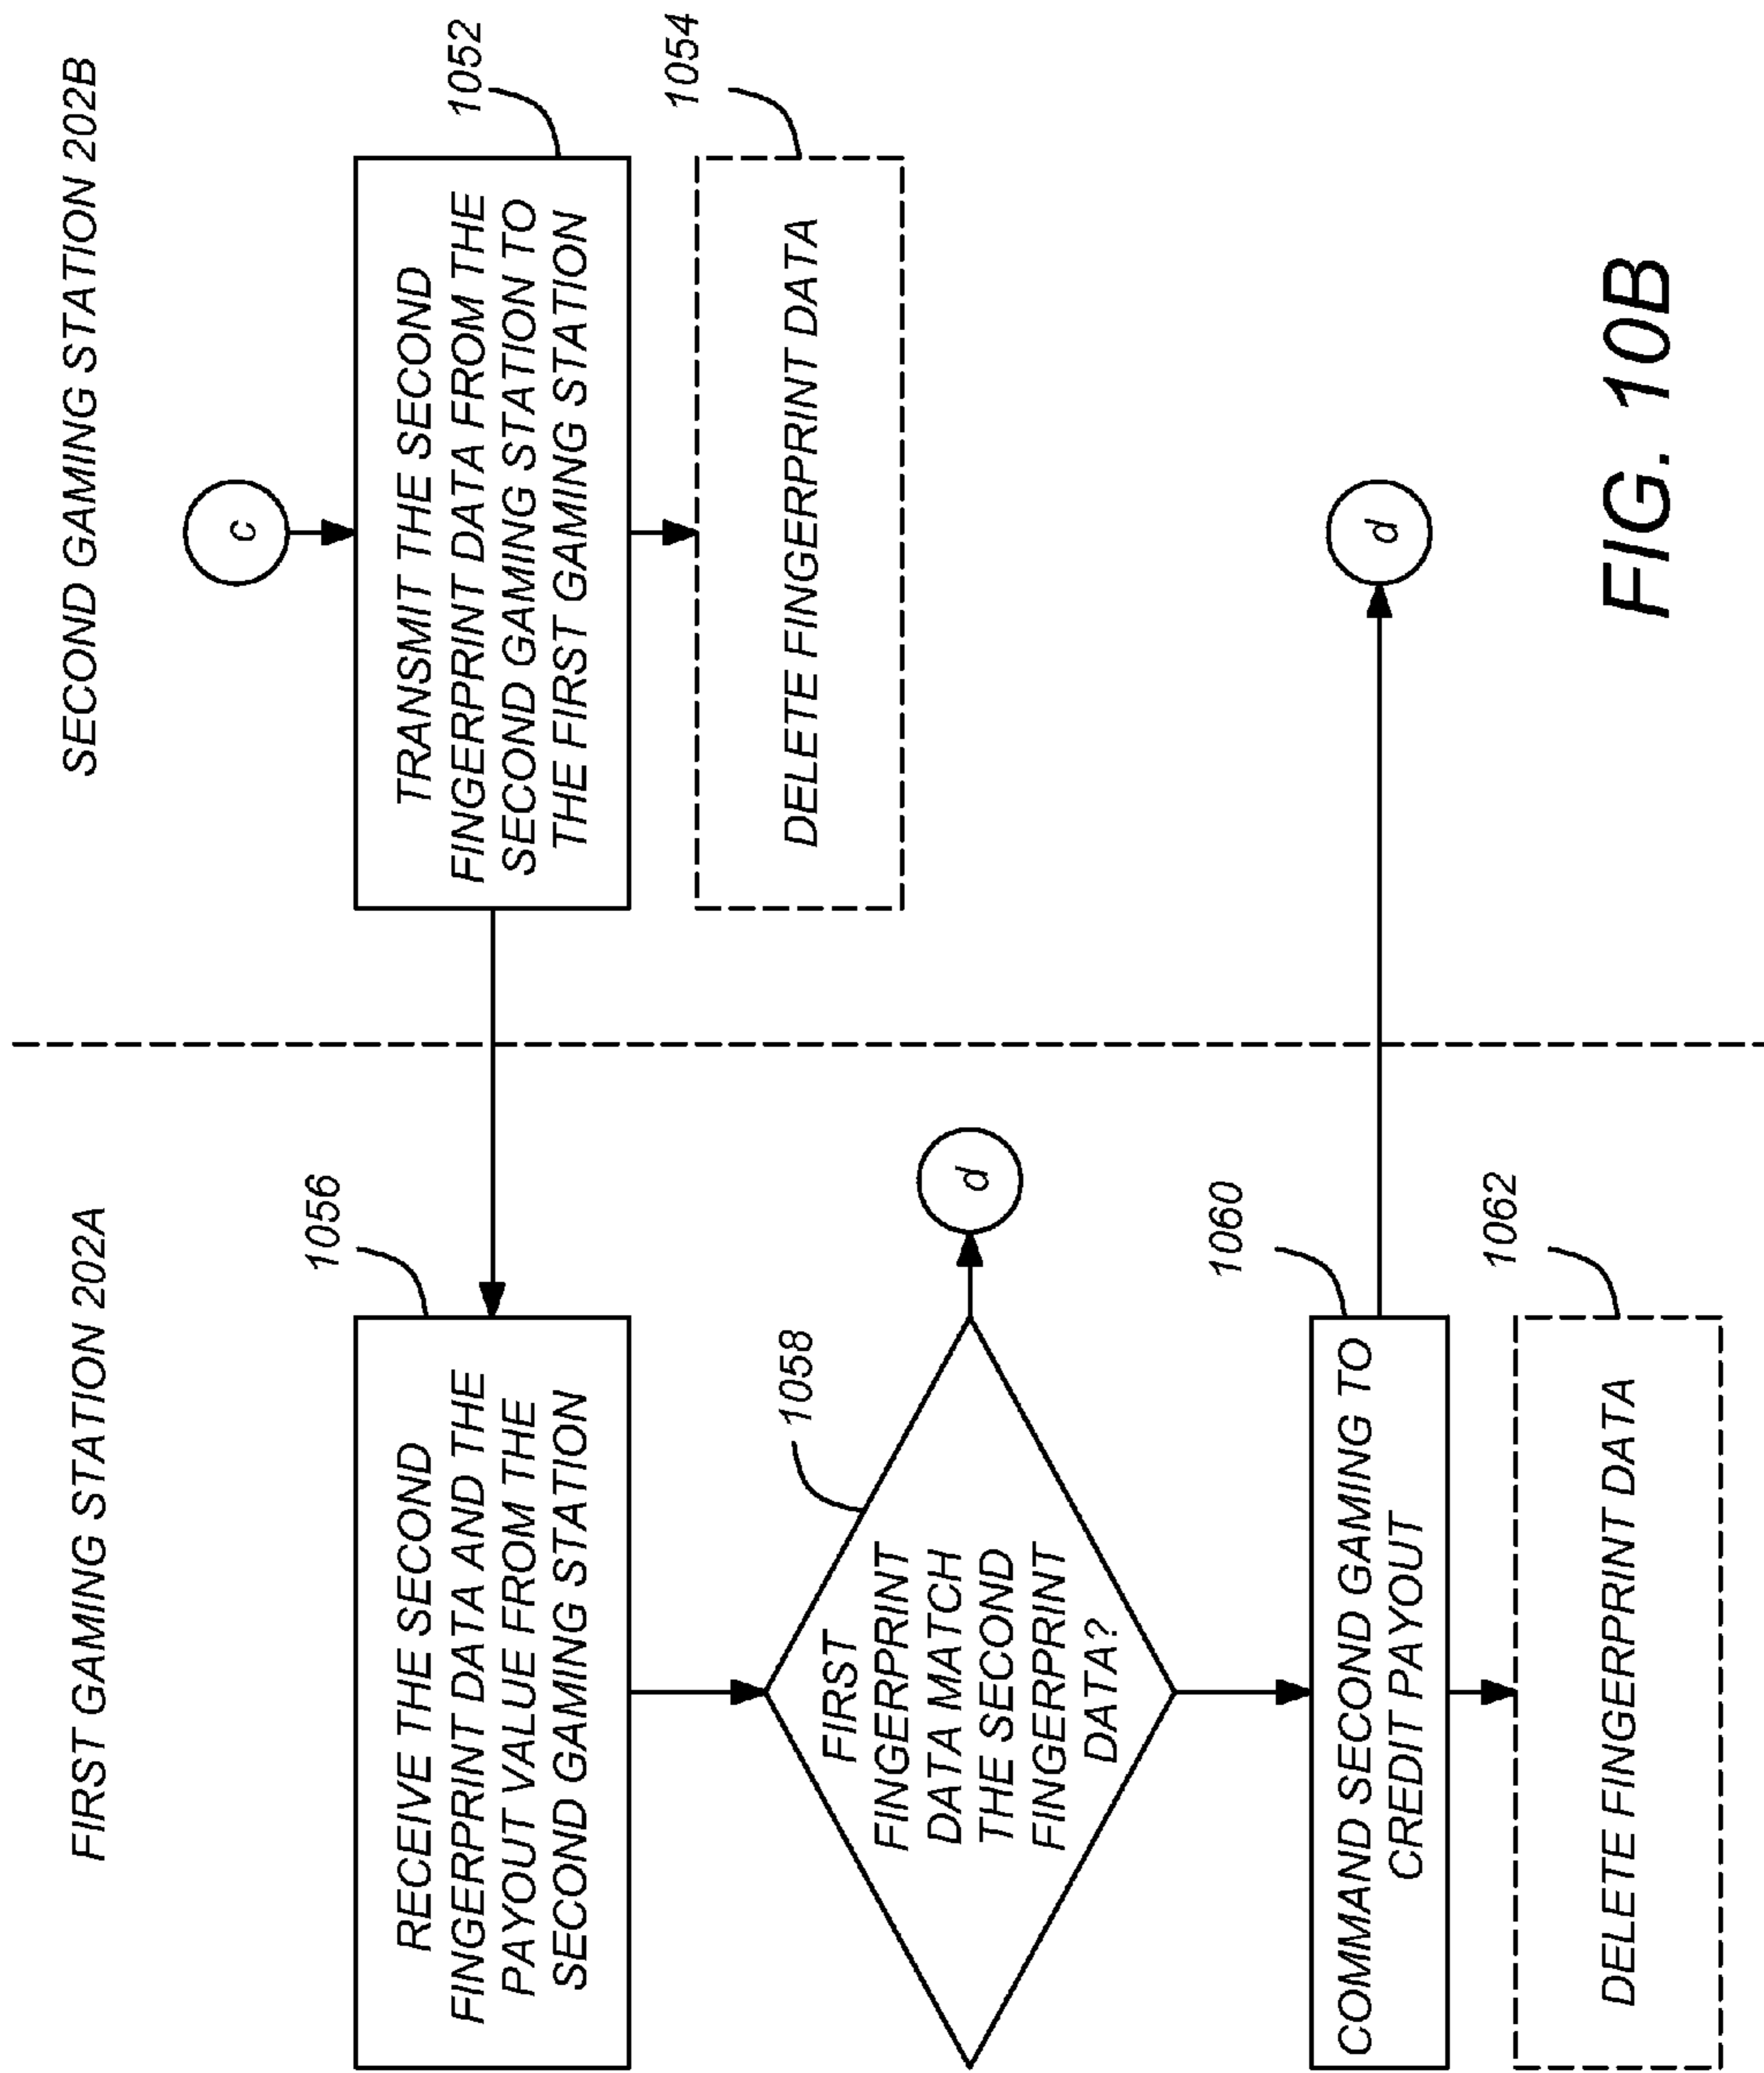 FIRST GAMING STATION 202A
SECOND GAMING STATION 202B
c
1052
TRANSMIT THE SECOND
FINGERPRINT DATA FROM THE
SECOND GAMING STATION TO
THE FIRST GAMING STATION
1054
DELETE FINGERPRINT DATA
1056
RECEIVE THE SECOND
FINGERPRINT DATA AND THE
PAYOUT VALUE FROM THE
SECOND GAMING STATION
1058
FIRST
FINGERPRINT
DATA MATCH
THE SECOND
FINGERPRINT
DATA?
d
1060
COMMAND SECOND GAMING TO
CREDIT PAYOUT
d
1062
DELETE FINGERPRINT DATA
FIG. 10B